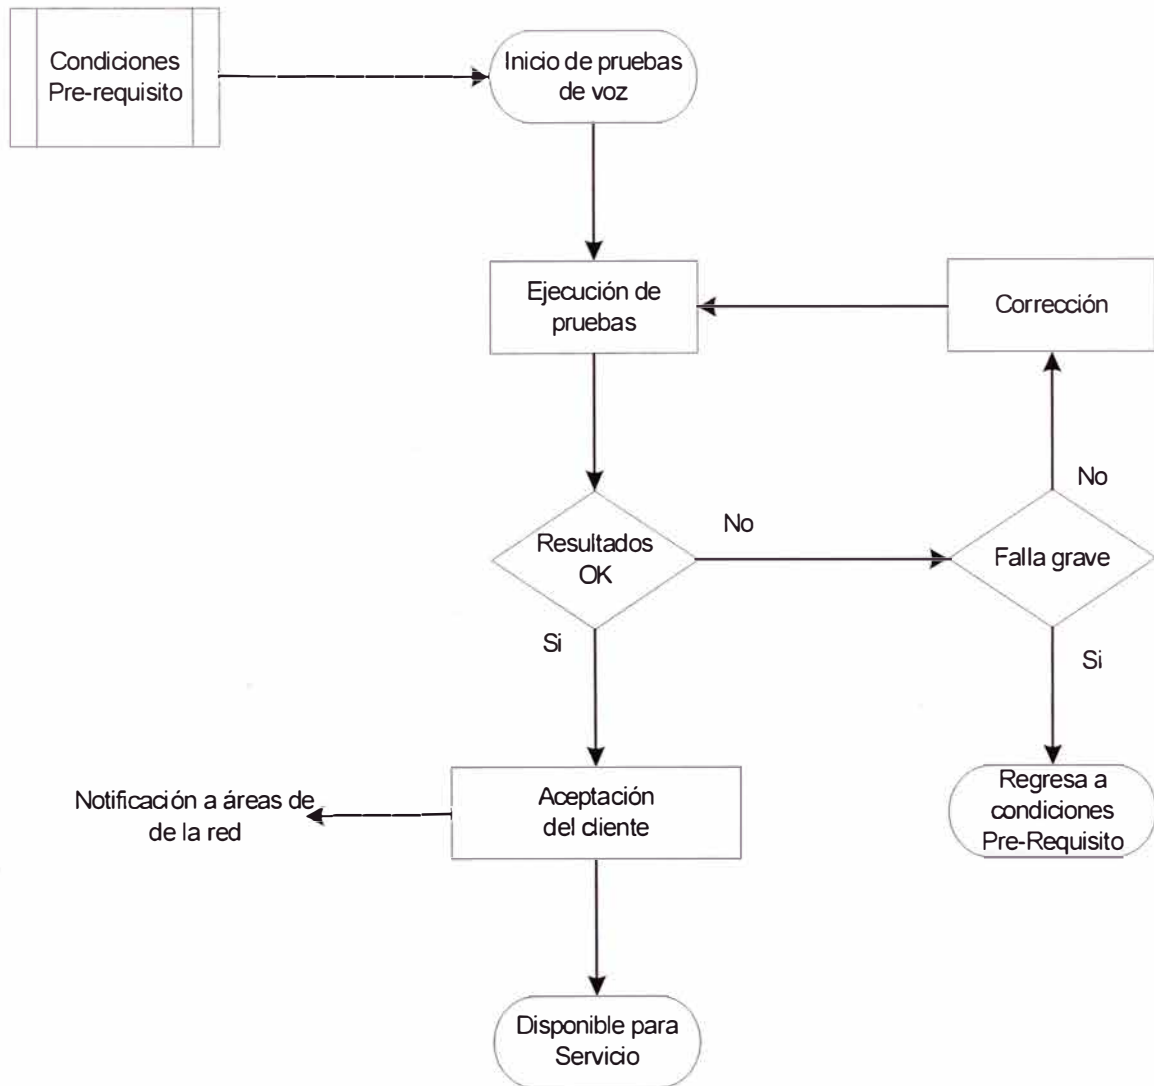 Condiciones
Pre-requisito
Inicio de pruebas
de voz
Ejecución de
pruebas
Corrección
No
Resultados
OK
No
Falla grave
Si
Si
Notificación a áreas de
de la red
Aceptación
del cliente
Regresa a
condiciones
Pre-Requisito
Disponible para
Servicio